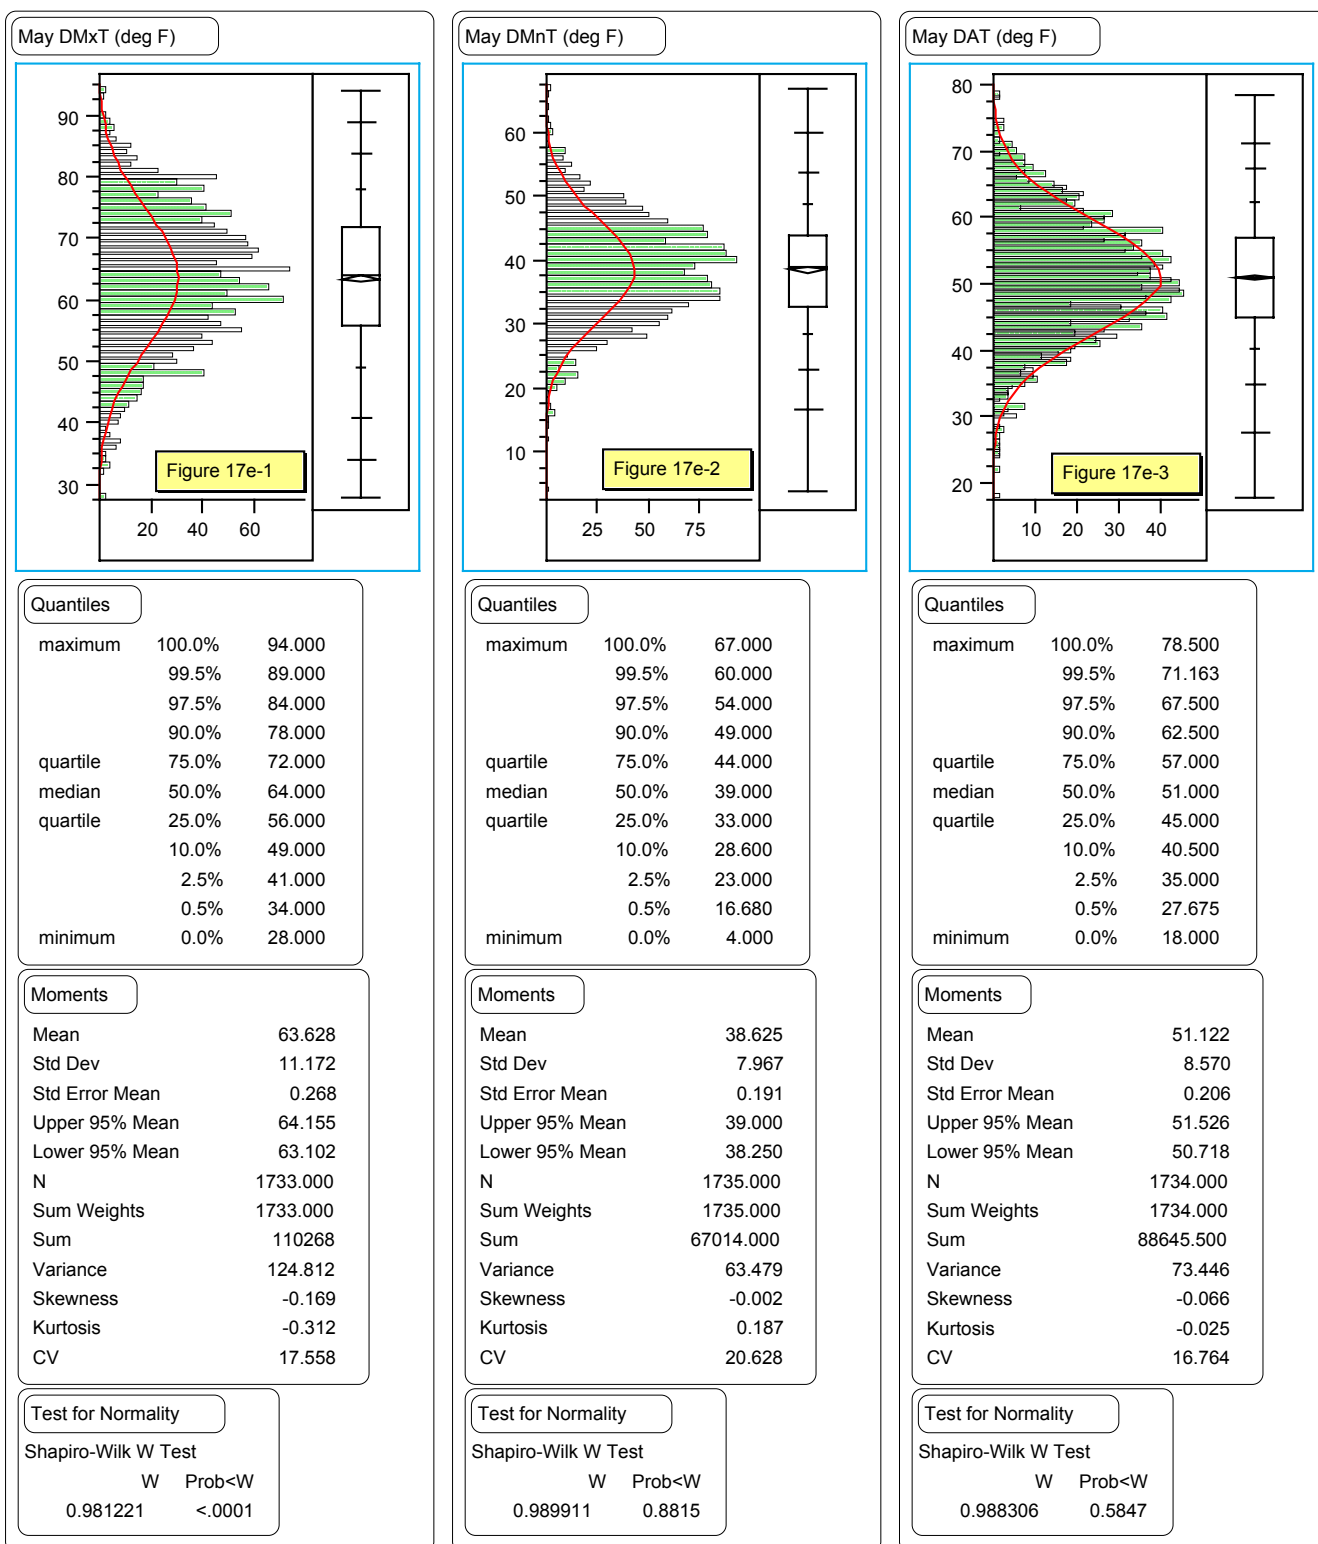 May DMxT (deg F)
90
80
70
60
50
40
30
20 40 60
Figure 17e-1
Quantiles
maximum 100.0% 94.000
99.5% 89.000
97.5% 84.000
90.0% 78.000
quartile 75.0% 72.000
median 50.0% 64.000
quartile 25.0% 56.000
10.0% 49.000
2.5% 41.000
0.5% 34.000
minimum 0.0% 28.000
Moments
Mean 63.628
Std Dev 11.172
Std Error Mean 0.268
Upper 95% Mean 64.155
Lower 95% Mean 63.102
N 1733.000
Sum Weights 1733.000
Sum 110268
Variance 124.812
Skewness -0.169
Kurtosis -0.312
CV 17.558
Test for Normality
Shapiro-Wilk W Test
W Prob<W
0.981221 <.0001
May DMnT (deg F)
60
50
40
30
20
10
25 50 75
Figure 17e-2
Quantiles
maximum 100.0% 67.000
99.5% 60.000
97.5% 54.000
90.0% 49.000
quartile 75.0% 44.000
median 50.0% 39.000
quartile 25.0% 33.000
10.0% 28.600
2.5% 23.000
0.5% 16.680
minimum 0.0% 4.000
Moments
Mean 38.625
Std Dev 7.967
Std Error Mean 0.191
Upper 95% Mean 39.000
Lower 95% Mean 38.250
N 1735.000
Sum Weights 1735.000
Sum 67014.000
Variance 63.479
Skewness -0.002
Kurtosis 0.187
CV 20.628
Test for Normality
Shapiro-Wilk W Test
W Prob<W
0.989911 0.8815
May DAT (deg F)
80
70
60
50
40
30
20
10 20 30 40
Figure 17e-3
Quantiles
maximum 100.0% 78.500
99.5% 71.163
97.5% 67.500
90.0% 62.500
quartile 75.0% 57.000
median 50.0% 51.000
quartile 25.0% 45.000
10.0% 40.500
2.5% 35.000
0.5% 27.675
minimum 0.0% 18.000
Moments
Mean 51.122
Std Dev 8.570
Std Error Mean 0.206
Upper 95% Mean 51.526
Lower 95% Mean 50.718
N 1734.000
Sum Weights 1734.000
Sum 88645.500
Variance 73.446
Skewness -0.066
Kurtosis -0.025
CV 16.764
Test for Normality
Shapiro-Wilk W Test
W Prob<W
0.988306 0.5847